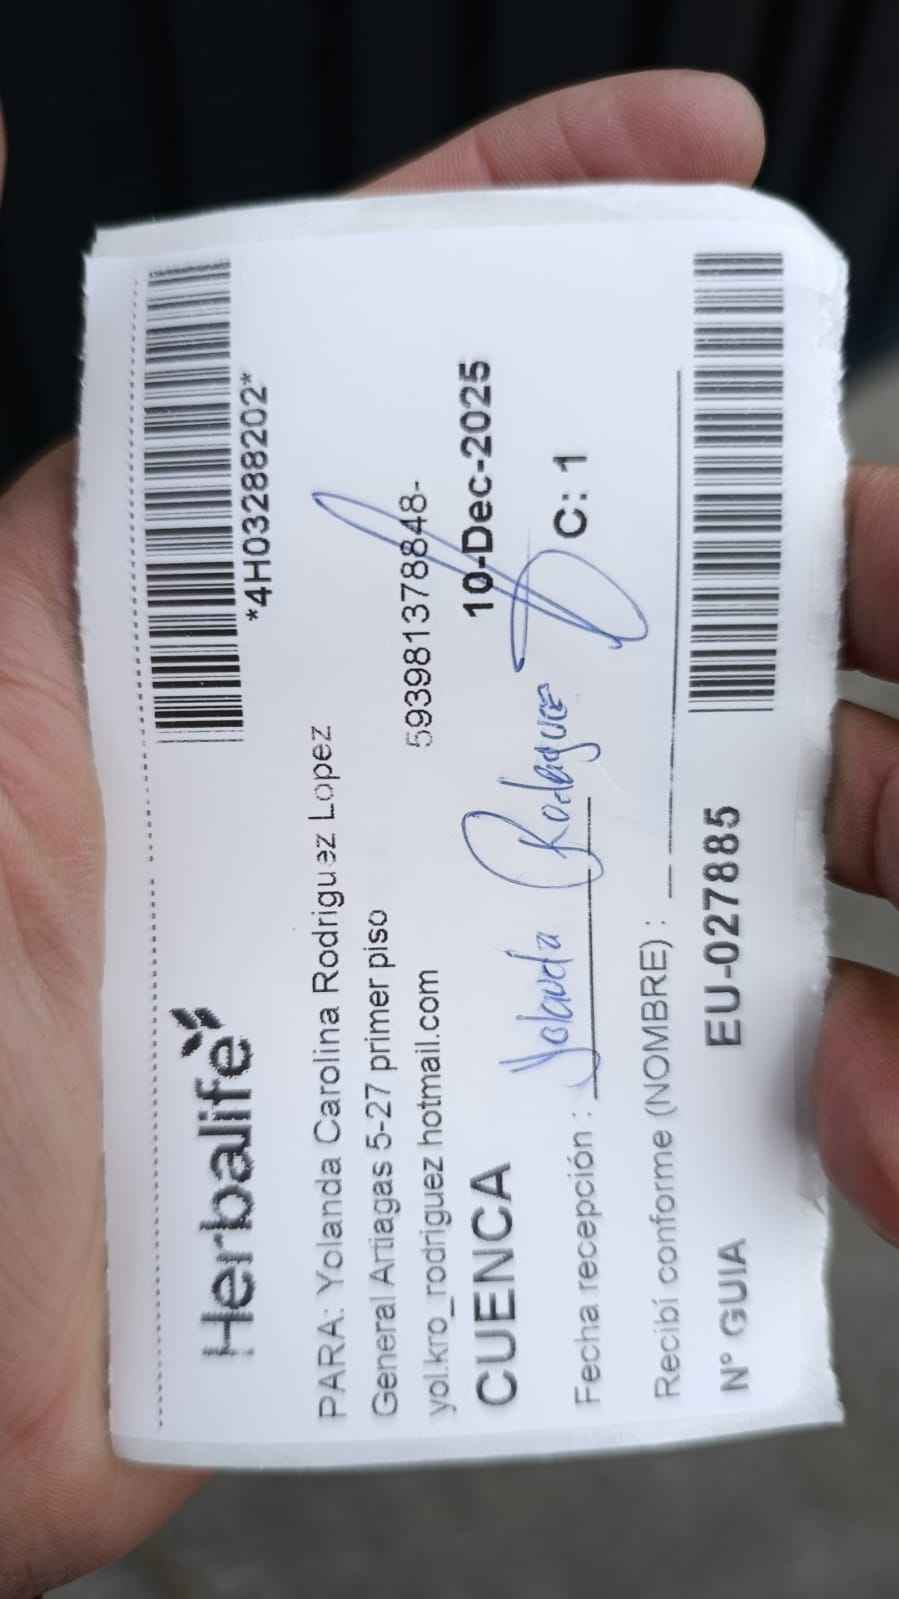 Herbalife
*4H03288202*
PARA: Yolanda Carolina Rodriguez Lopez
General Artiagas 5-27 primer piso
593981378848-
yol.kro_rodriguez hotmail.com
CUENCA
10-Dec-2025
Yolanda Rodriguez
Fecha recepción :
C: 1
Recibí conforme (NOMBRE) :
Nº GUIA EU-027885